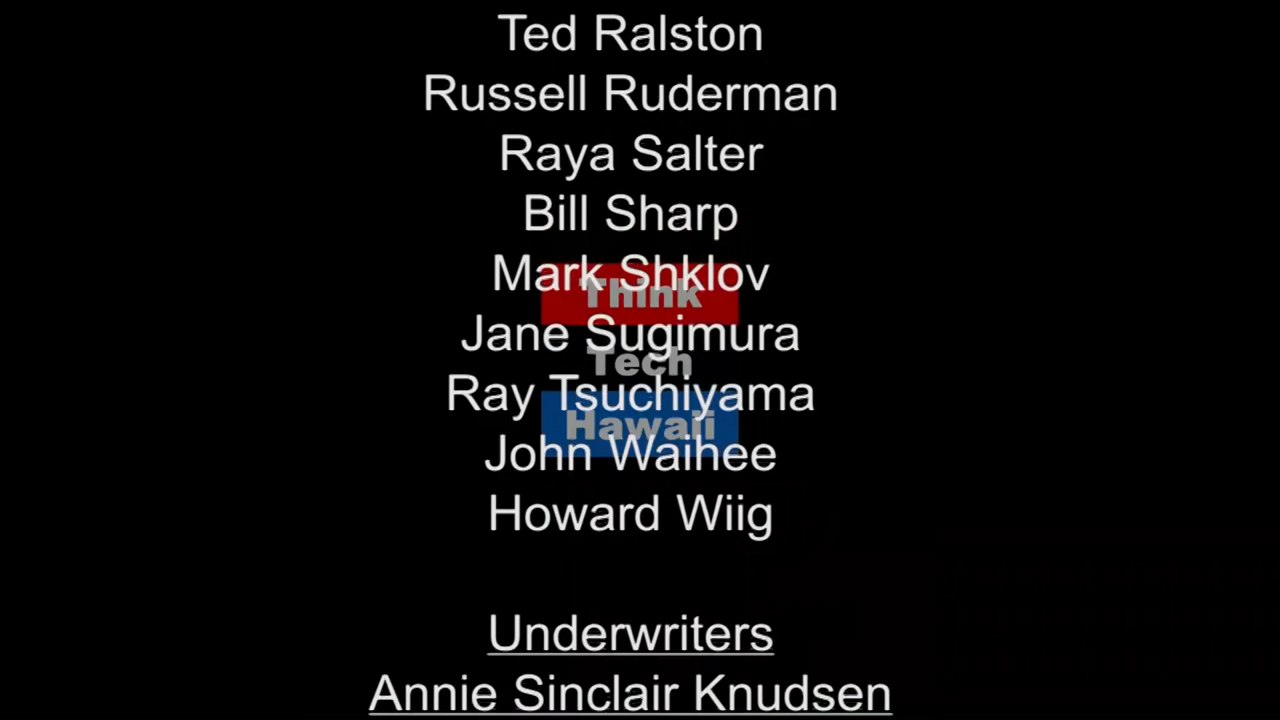 Ted Ralston
Russell Ruderman
Raya Salter
Bill Sharp
Mark Shklov
Think
Jane Sugimura
Tech
Ray Tsuchiyama
Hawaii
John Waihee
Howard Wiig
Underwriters
Annie Sinclair Knudsen